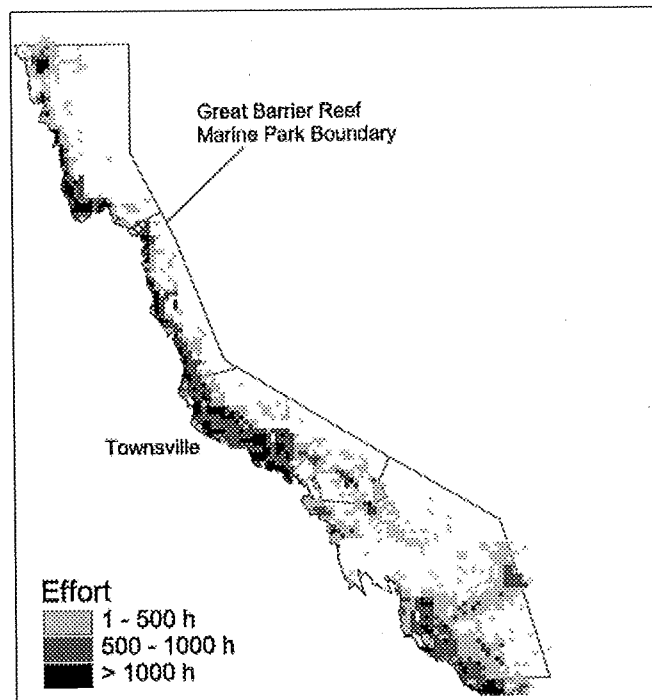 Great Barrier Reef
Marine Park Boundary
Townsville
Effort
1 - 500 h
500 - 1000 h
> 1000 h